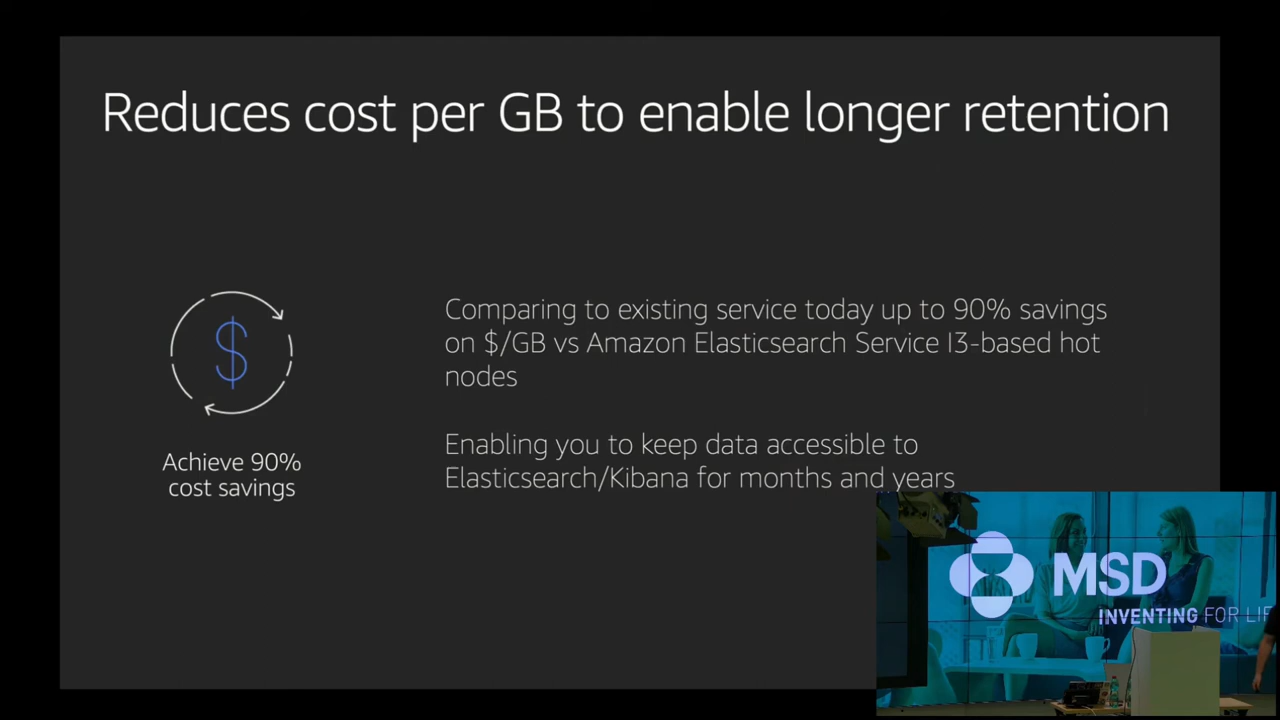 Reduces cost per GB to enable longer retention
Comparing to existing service today up to 90% savings
on $/GB vs Amazon Elasticsearch Service I3-based hot
nodes
Enabling you to keep data accessible to
Elasticsearch/Kibana for months and years
$
Achieve 90%
cost savings
MSD
INVENTING FOR LIF